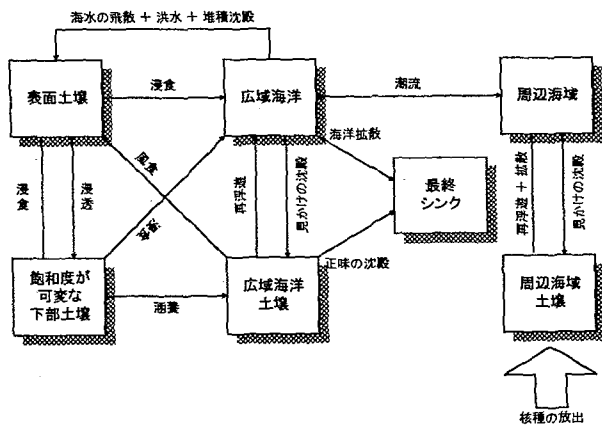 海水の飛散 + 洪水 + 堆積沈殿
表面土壌
浸食
広域海洋
潮流
周辺海域
海洋拡散
風食
浸食
浸透
浸食
再浮遊
見かけの沈殿
最終
シンク
再浮遊 + 拡散
見かけの沈殿
飽和度が
可変な
下部土壌
涵養
広域海洋
土壌
正味の沈殿
周辺海域
土壌
核種の放出